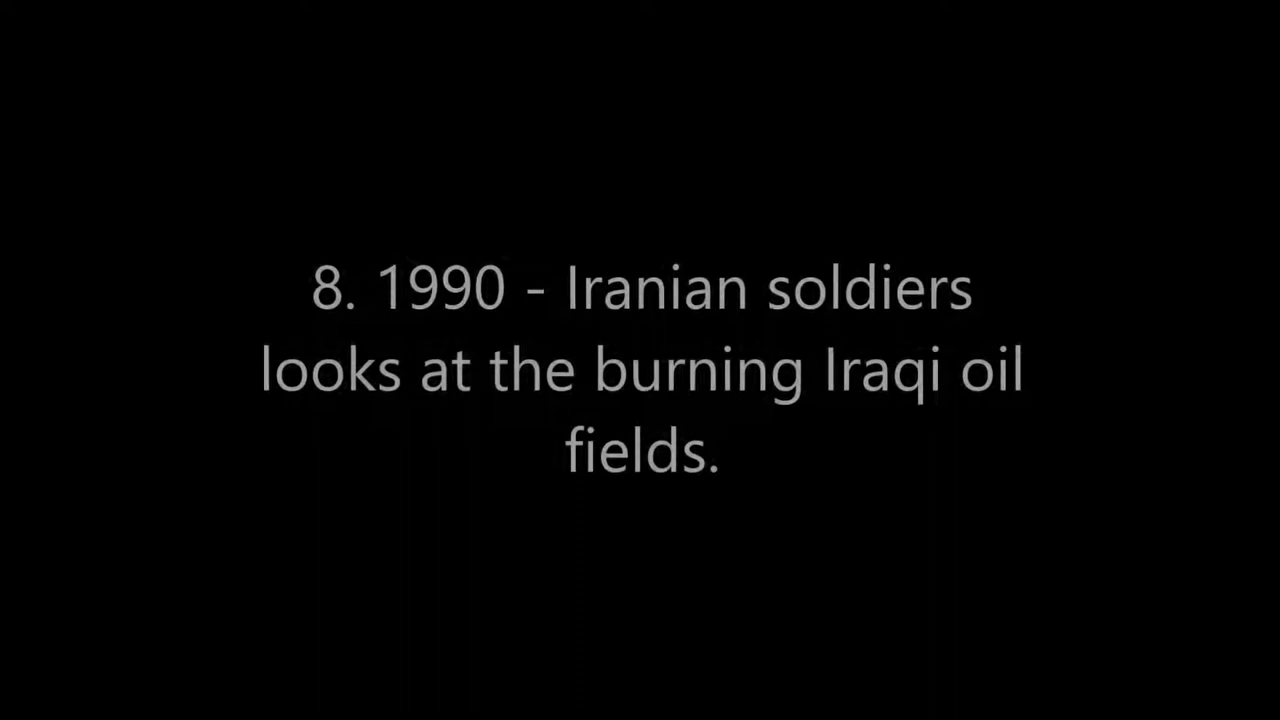 8. 1990 - Iranian soldiers
looks at the burning Iraqi oil
fields.